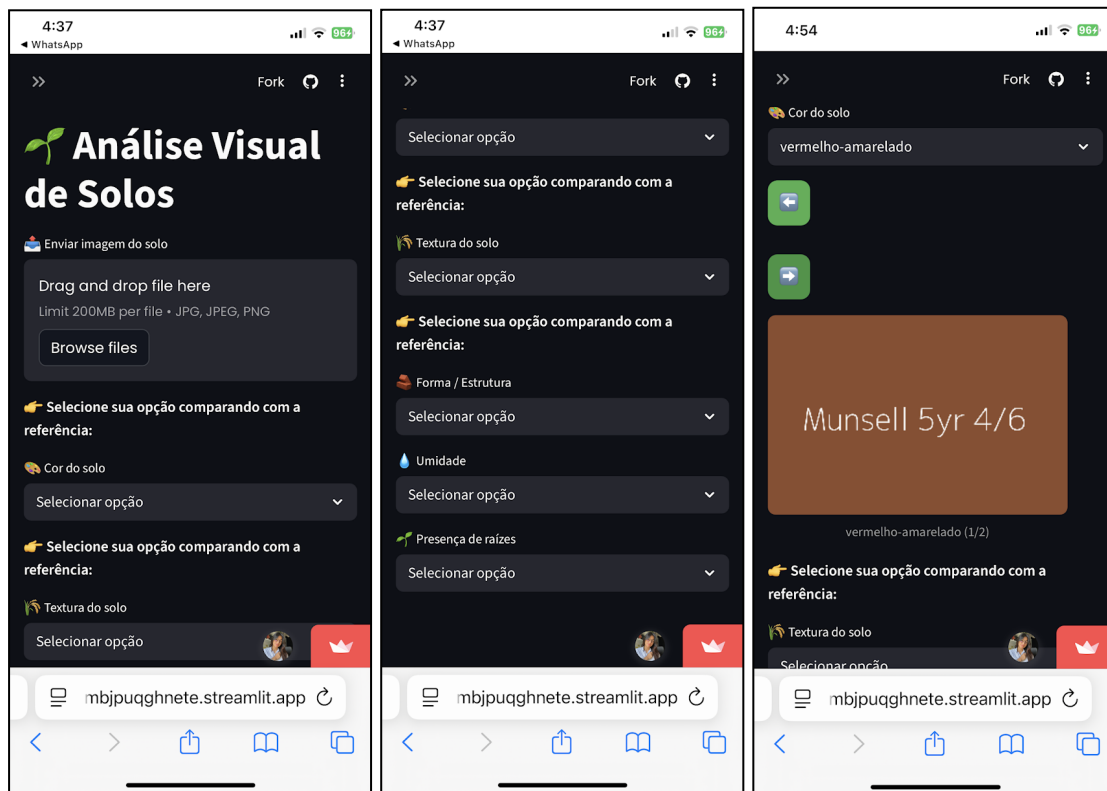 4:37
96
◄ WhatsApp
Fork
Análise Visual
de Solos
Enviar imagem do solo
Drag and drop file here
Limit 200MB per file • JPG, JPEG, PNG
Browse files
Selecione sua opção comparando com a
referência:
Cor do solo
Selecionar opção
Selecione sua opção comparando com a
referência:
Textura do solo
Selecionar opção
mbjpuqghnete.streamlit.app
4:37
96
◄ WhatsApp
Fork
Selecionar opção
Selecione sua opção comparando com a
referência:
Textura do solo
Selecionar opção
Selecione sua opção comparando com a
referência:
Forma / Estrutura
Selecionar opção
Umidade
Selecionar opção
Presença de raízes
Selecionar opção
mbjpuqghnete.streamlit.app
4:54
96
Fork
Cor do solo
vermelho-amarelado
Munsell 5yr 4/6
vermelho-amarelado (1/2)
Selecione sua opção comparando com a
referência:
Textura do solo
Selecionar opção
mbjpuqghnete.streamlit.app